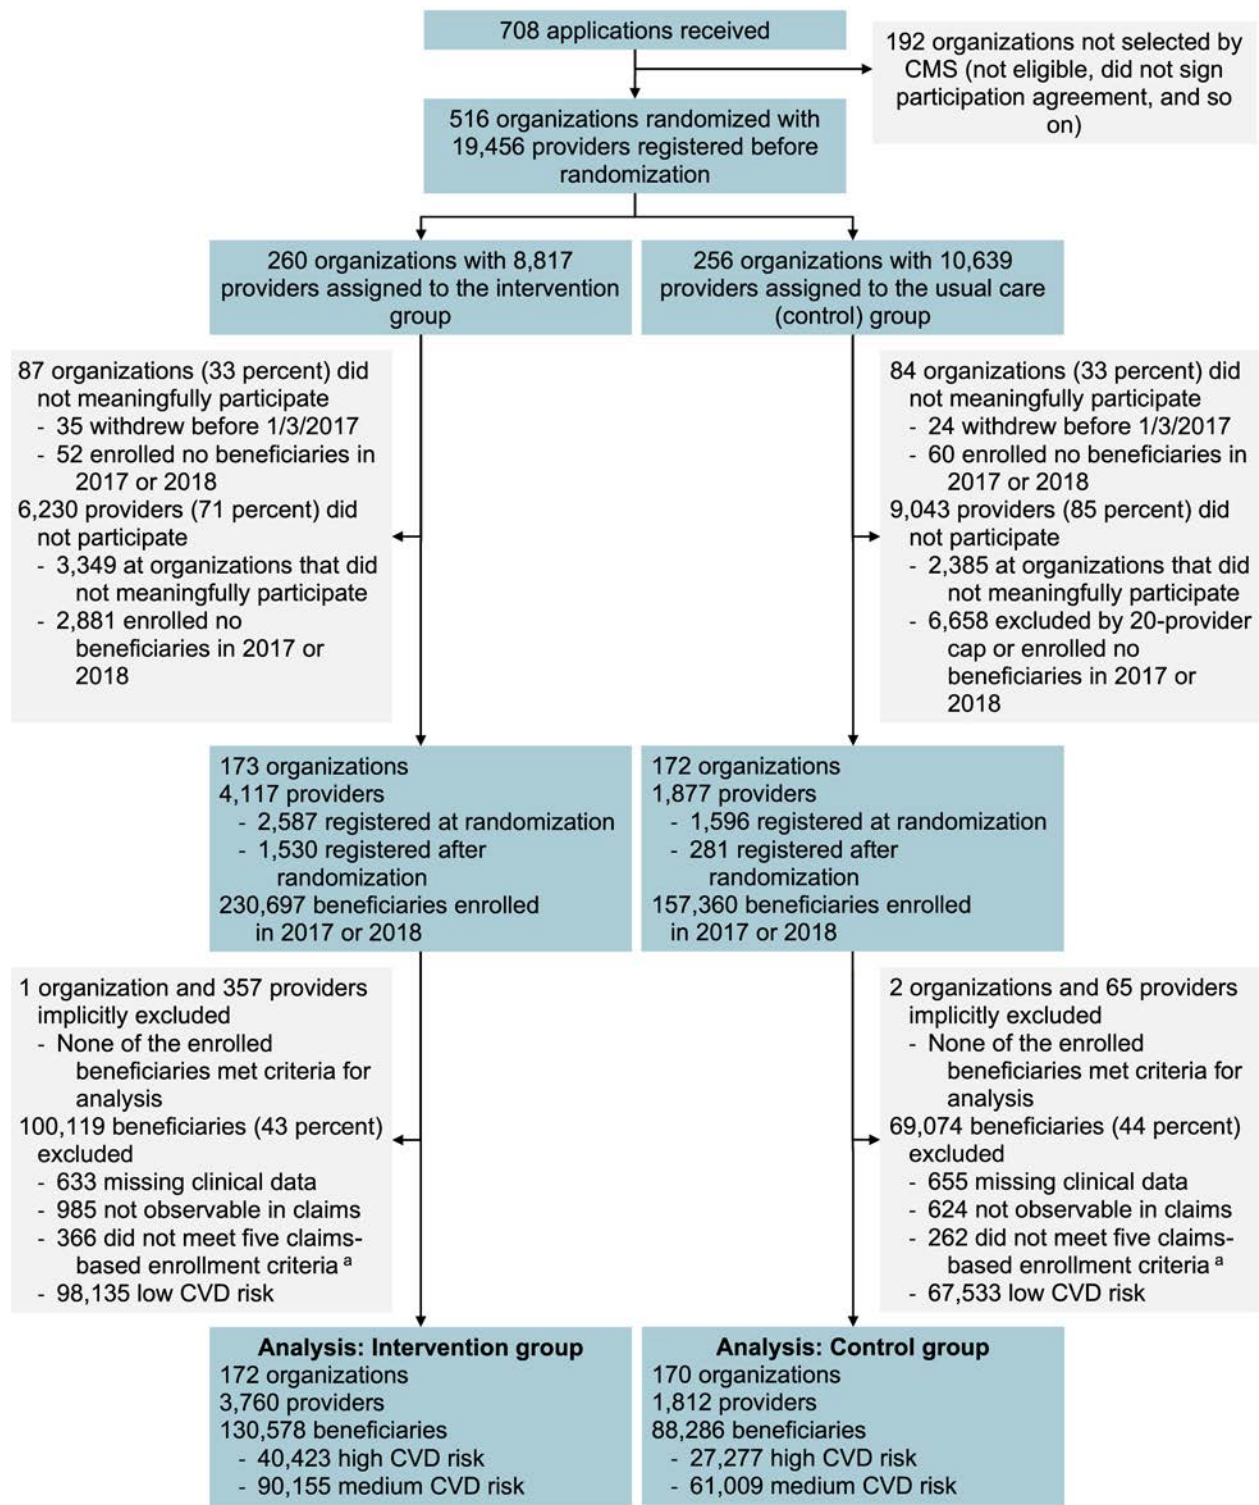 708 applications received
192 organizations not selected by
CMS (not eligible, did not sign
participation agreement, and so
on)
516 organizations randomized with
19,456 providers registered before
randomization
260 organizations with 8,817
providers assigned to the intervention
group
256 organizations with 10,639
providers assigned to the usual care
(control) group
87 organizations (33 percent) did
not meaningfully participate
- 35 withdrew before 1/3/2017
- 52 enrolled no beneficiaries in
2017 or 2018
6,230 providers (71 percent) did
not participate
- 3,349 at organizations that did
not meaningfully participate
- 2,881 enrolled no
beneficiaries in 2017 or
2018
84 organizations (33 percent) did
not meaningfully participate
- 24 withdrew before 1/3/2017
- 60 enrolled no beneficiaries in
2017 or 2018
9,043 providers (85 percent) did
not participate
- 2,385 at organizations that did
not meaningfully participate
- 6,658 excluded by 20-provider
cap or enrolled no
beneficiaries in 2017 or
2018
173 organizations
4,117 providers
- 2,587 registered at randomization
- 1,530 registered after
randomization
230,697 beneficiaries enrolled
in 2017 or 2018
172 organizations
1,877 providers
- 1,596 registered at randomization
- 281 registered after
randomization
157,360 beneficiaries enrolled
in 2017 or 2018
1 organization and 357 providers
implicitly excluded
- None of the enrolled
beneficiaries met criteria for
analysis
100,119 beneficiaries (43 percent)
excluded
- 633 missing clinical data
- 985 not observable in claims
- 366 did not meet five claims-
based enrollment criteria a
- 98,135 low CVD risk
2 organizations and 65 providers
implicitly excluded
- None of the enrolled
beneficiaries met criteria for
analysis
69,074 beneficiaries (44 percent)
excluded
- 655 missing clinical data
- 624 not observable in claims
- 262 did not meet five claims-
based enrollment criteria a
- 67,533 low CVD risk
Analysis: Intervention group
172 organizations
3,760 providers
130,578 beneficiaries
- 40,423 high CVD risk
- 90,155 medium CVD risk
Analysis: Control group
170 organizations
1,812 providers
88,286 beneficiaries
- 27,277 high CVD risk
- 61,009 medium CVD risk